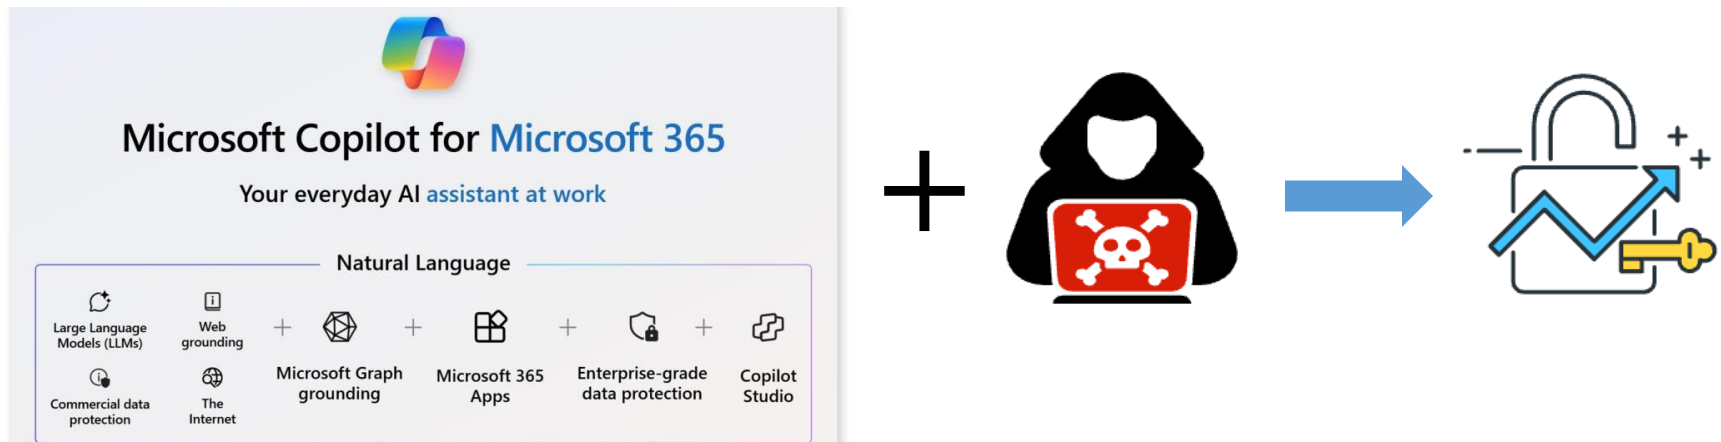 Microsoft Copilot for Microsoft 365
Your everyday AI assistant at work
Natural Language
Large Language
Models (LLMs)
Web
grounding
Commercial data
protection
The
Internet
Microsoft Graph
grounding
Microsoft 365
Apps
Enterprise-grade
data protection
Copilot
Studio